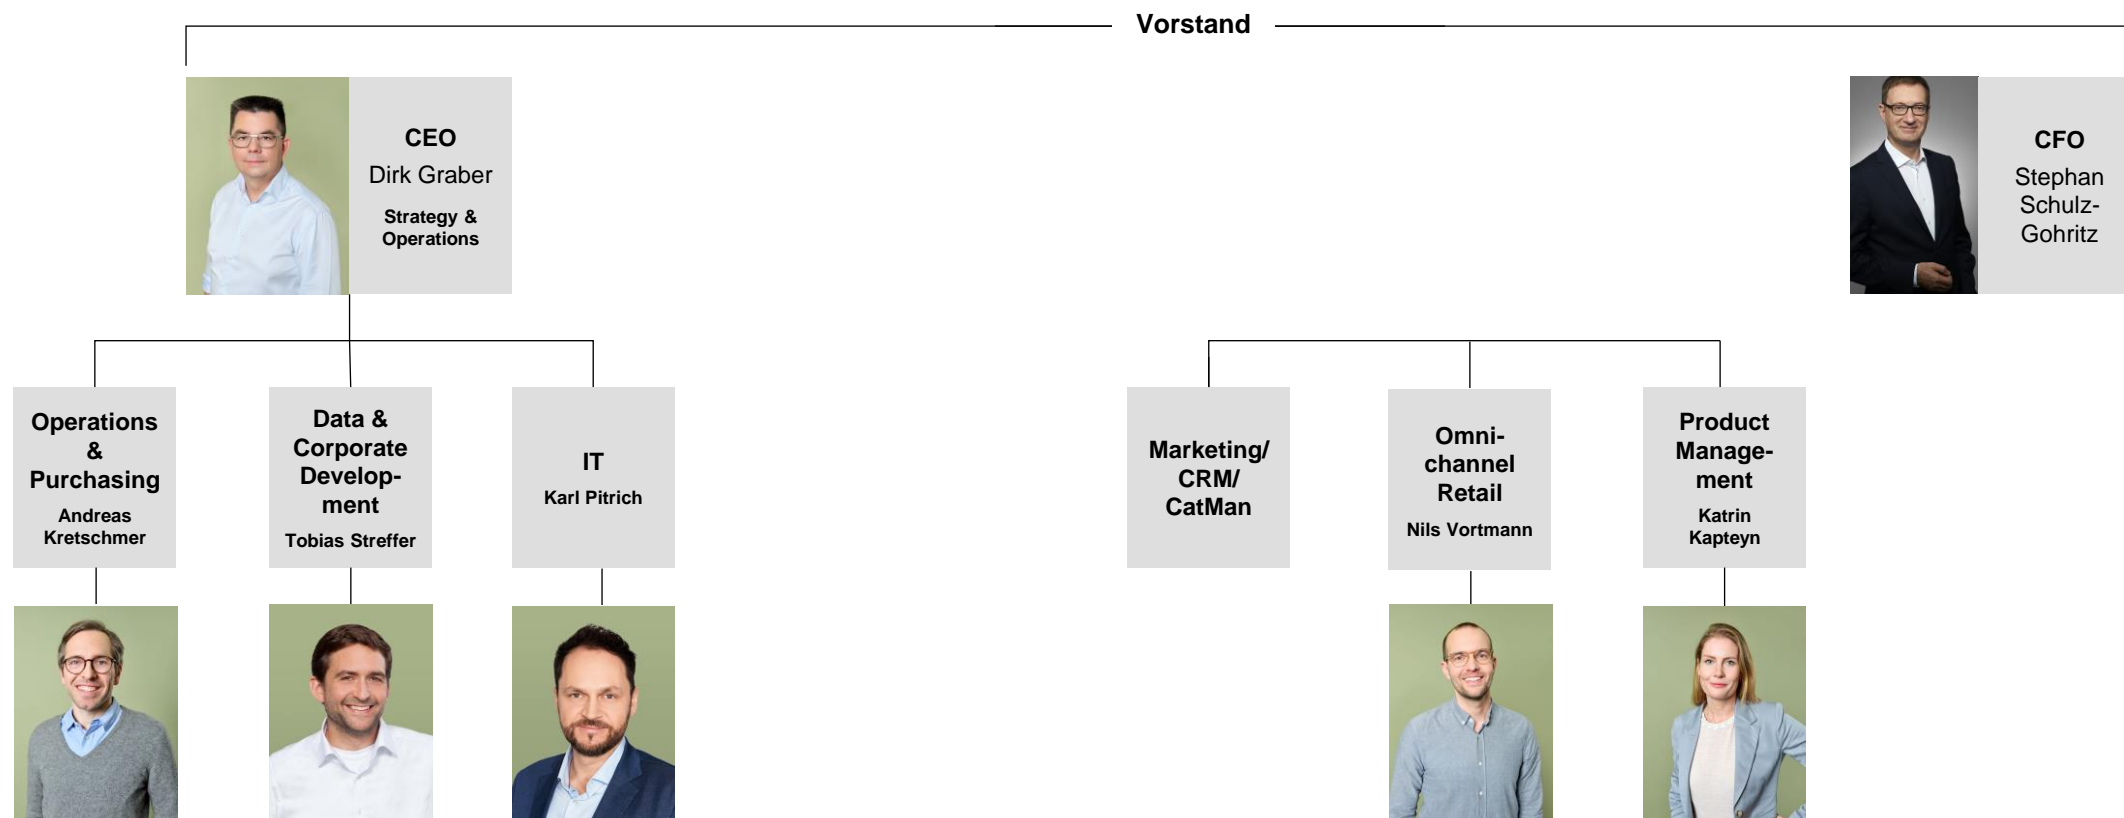 Vorstand
CEO
Dirk Graber
Strategy &
Operations
CFO
Stephan
Schulz-
Gohritz
Operations
&
Purchasing
Andreas
Kretschmer
Data &
Corporate
Develop-
ment
Tobias Streffer
IT
Karl Pitrich
Marketing/
CRM/
CatMan
Omni-
channel
Retail
Nils Vortmann
Product
Manage-
ment
Katrin
Kapteyn